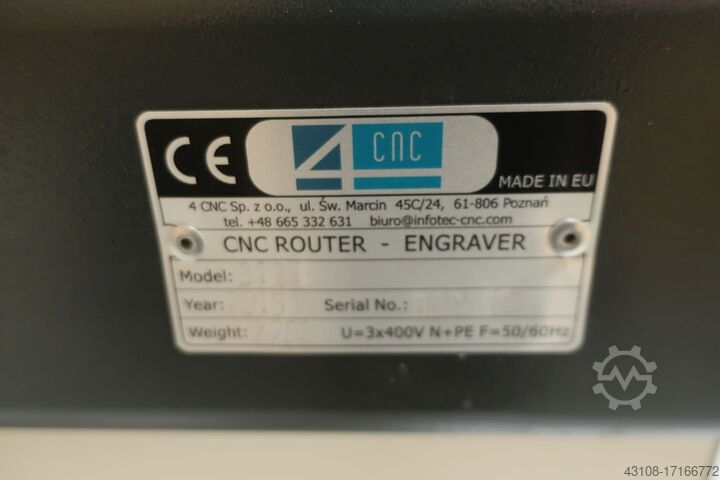 CE
4 CNC
MADE IN EU
4 CNC Sp. z o.o., ul. Św. Marcin 45C/24, 61-806 Poznań
tel. +48 665 332 631 biuro@infotec-cnc.com
CNC ROUTER - ENGRAVER
Model:
Year: Serial No.:
Weight: U=3x400V N+PE F=50/60Hz
43108-17166772